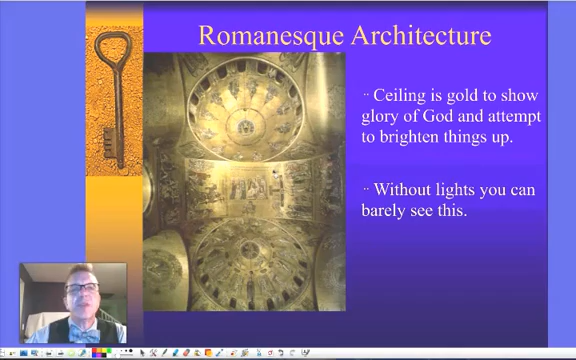 Romanesque Architecture
¨ Ceiling is gold to show
glory of God and attempt
to brighten things up.
¨ Without lights you can
barely see this.